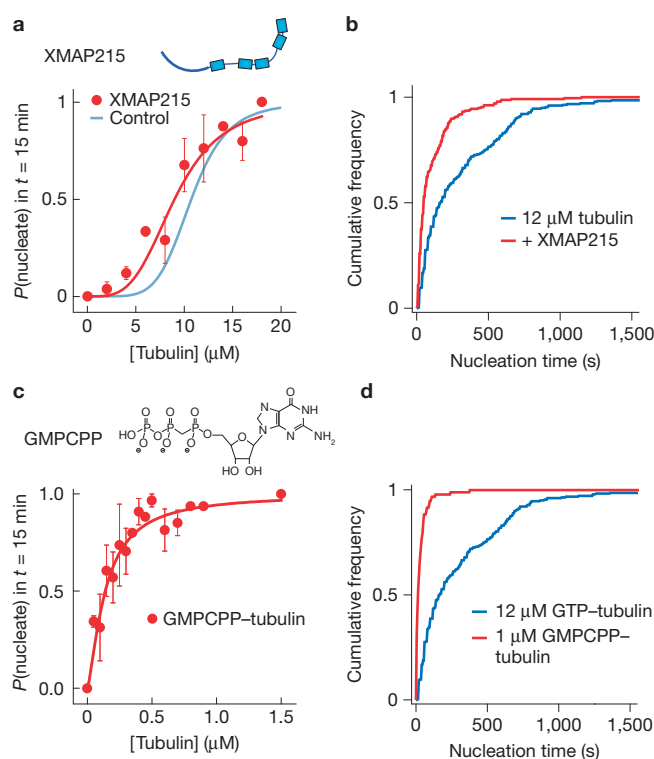 a
XMAP215
XMAP215
Control
P(nucleate) in t = 15 min
1
0.5
0
0 5 10 15 20
[Tubulin] (μM)
b
Cumulative frequency
1
0.5
0
12 μM tubulin
+ XMAP215
0 500 1,000 1,500
Nucleation time (s)
c
GMPCPP
O O O O
HO P O P P O N NH
O O O O N N NH₂
⊖ ⊖ ⊖
HO OH
P(nucleate) in t = 15 min
1.0
0.5
0.0
GMPCPP–tubulin
0 0.5 1.0 1.5
[Tubulin] (μM)
d
Cumulative frequency
1
0.5
0
12 μM GTP–tubulin
1 μM GMPCPP–
tubulin
0 500 1,000 1,500
Nucleation time (s)